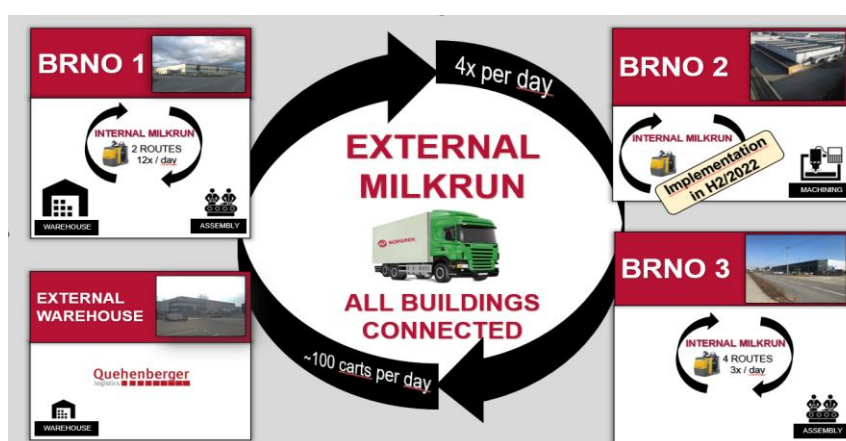 BRNO 1
INTERNAL MILKRUN
2 ROUTES
12x / day
WAREHOUSE
ASSEMBLY
4x per day
EXTERNAL
MILKRUN
NORGREN
ALL BUILDINGS
CONNECTED
~100 carts per day
BRNO 2
INTERNAL MILKRUN
Implementation
in H2/2022
MACHINING
EXTERNAL
WAREHOUSE
Quehenberger
logistics
WAREHOUSE
BRNO 3
INTERNAL MILKRUN
4 ROUTES
3x / day
ASSEMBLY